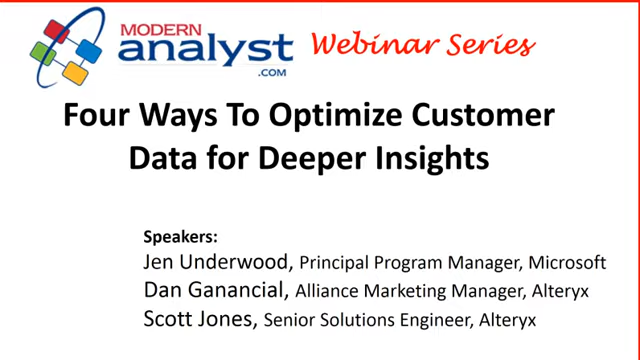 MODERN
analyst
.COM
Webinar Series
Four Ways To Optimize Customer
Data for Deeper Insights
Speakers:
Jen Underwood, Principal Program Manager, Microsoft
Dan Ganancial, Alliance Marketing Manager, Alteryx
Scott Jones, Senior Solutions Engineer, Alteryx